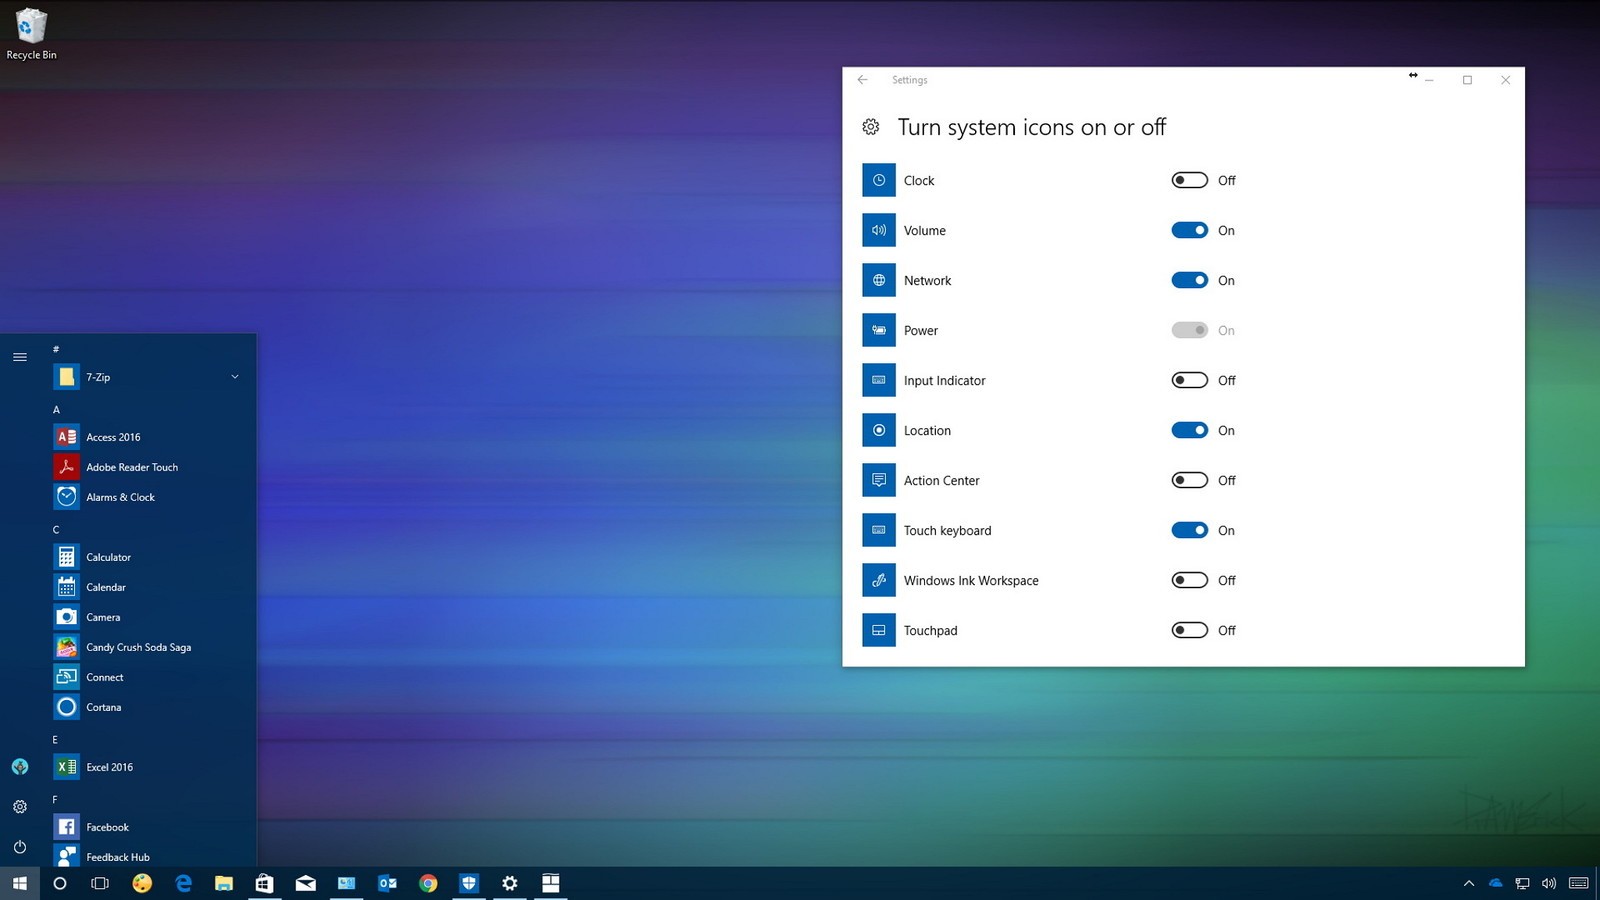 Recycle Bin
Settings
Turn system icons on or off
Clock Off
Volume On
Network On
Power On
Input Indicator Off
Location On
Action Center Off
Touch keyboard On
Windows Ink Workspace Off
Touchpad Off
#
7-Zip
A
Access 2016
Adobe Reader Touch
Alarms & Clock
C
Calculator
Calendar
Camera
Candy Crush Soda Saga
Connect
Cortana
E
Excel 2016
F
Facebook
Feedback Hub